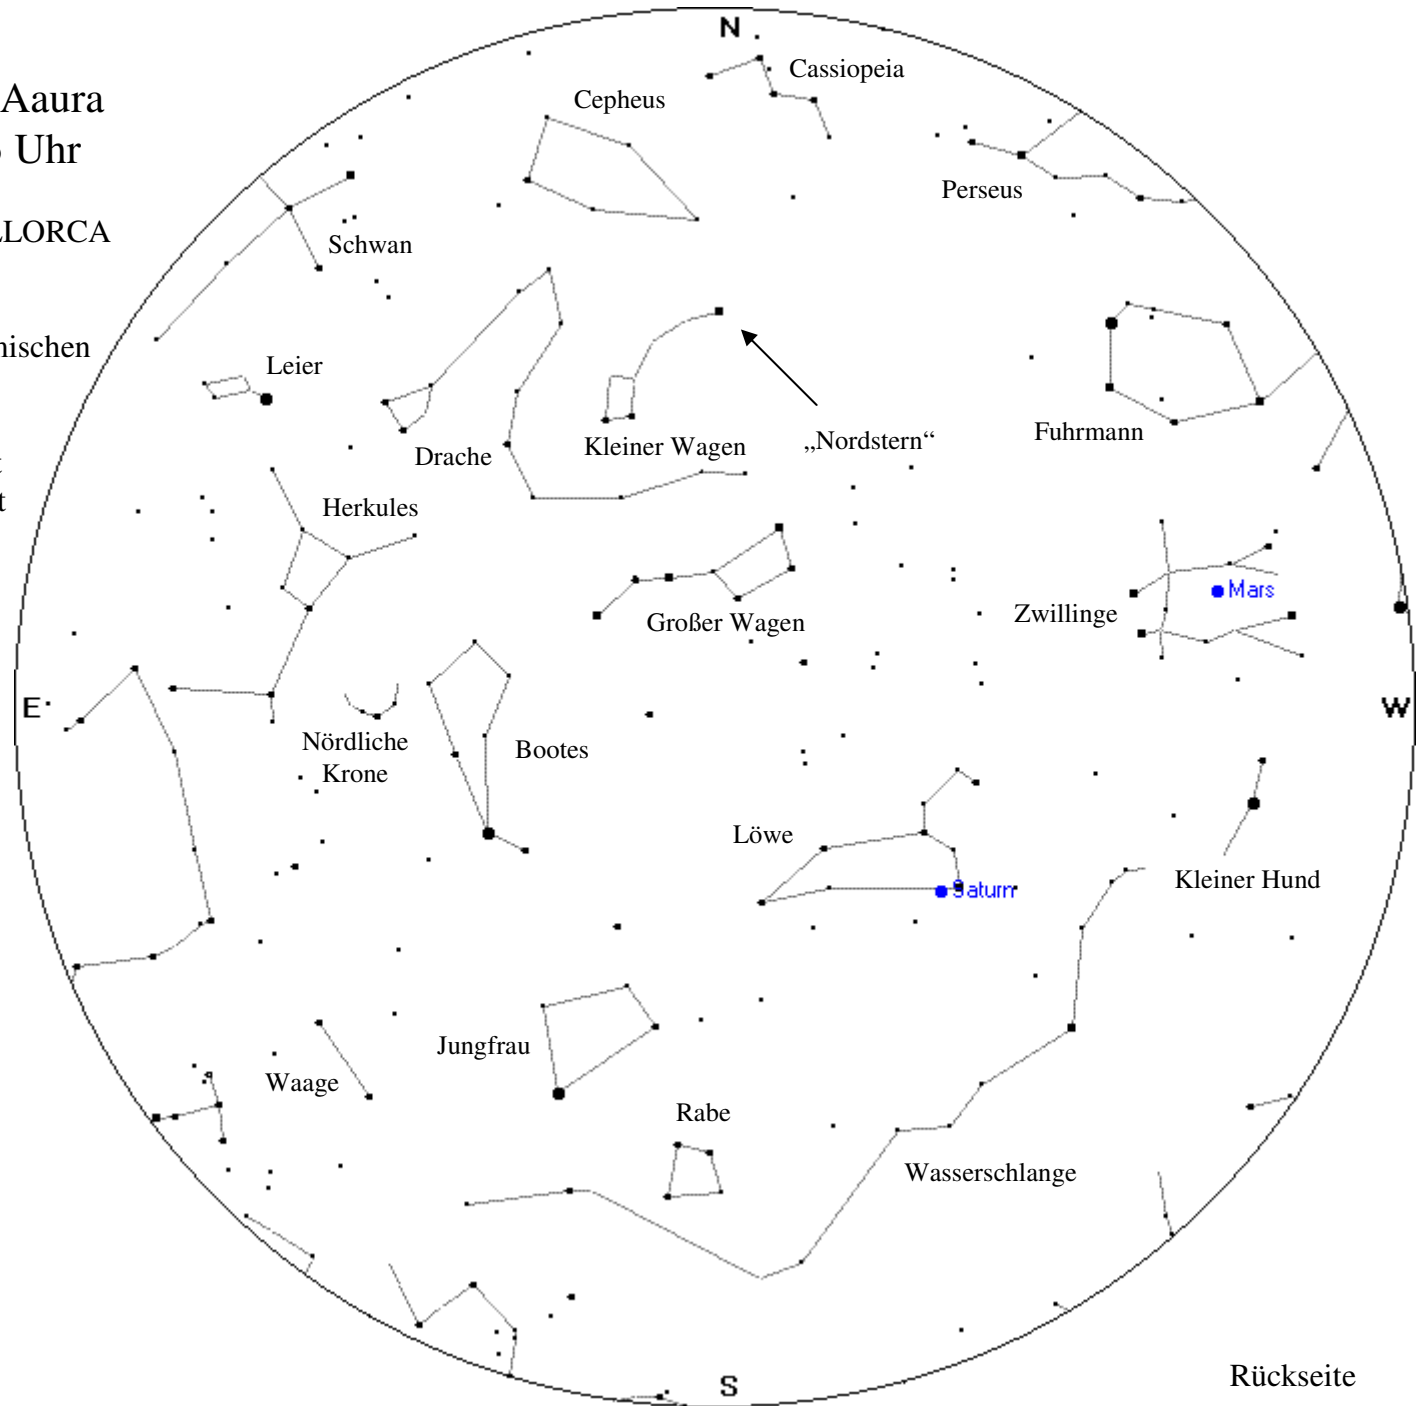 N
Cassiopeia
Aaura
Cepheus
Uhr
Perseus
LLORCA
Schwan
nischen
Leier
Fuhrmann
„Nordstern“
Kleiner Wagen
Drache
t
t
Herkules
Mars
Zwillinge
Großer Wagen
E
W
Nördliche
Krone
Bootes
Löwe
Kleiner Hund
Saturn
Jungfrau
Waage
Rabe
Wasserschlange
Rückseite
S